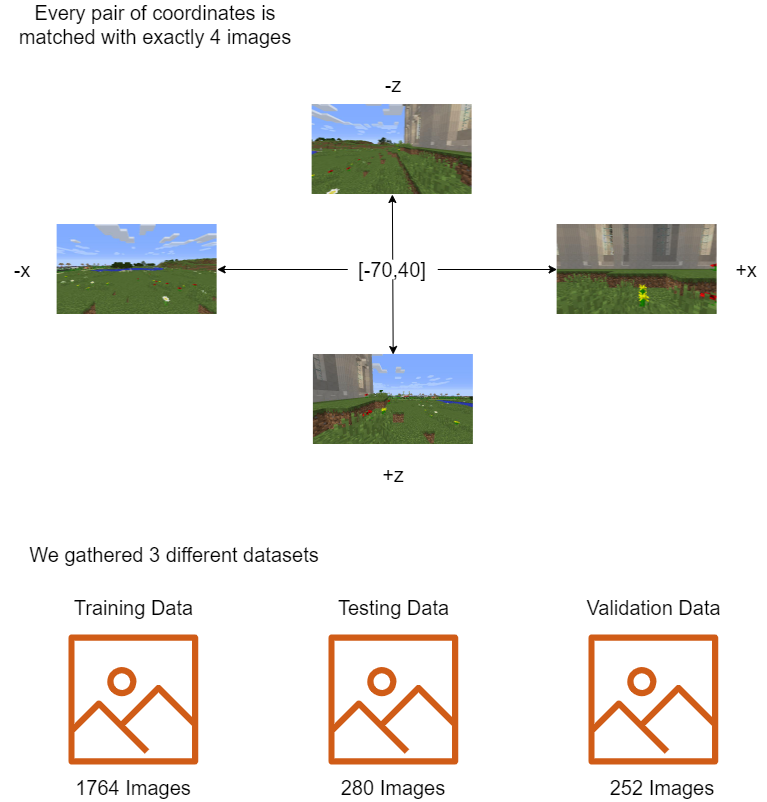 Every pair of coordinates is
matched with exactly 4 images
-z
-x
[-70,40]
+x
+z
We gathered 3 different datasets
Training Data
Testing Data
Validation Data
1764 Images
280 Images
252 Images